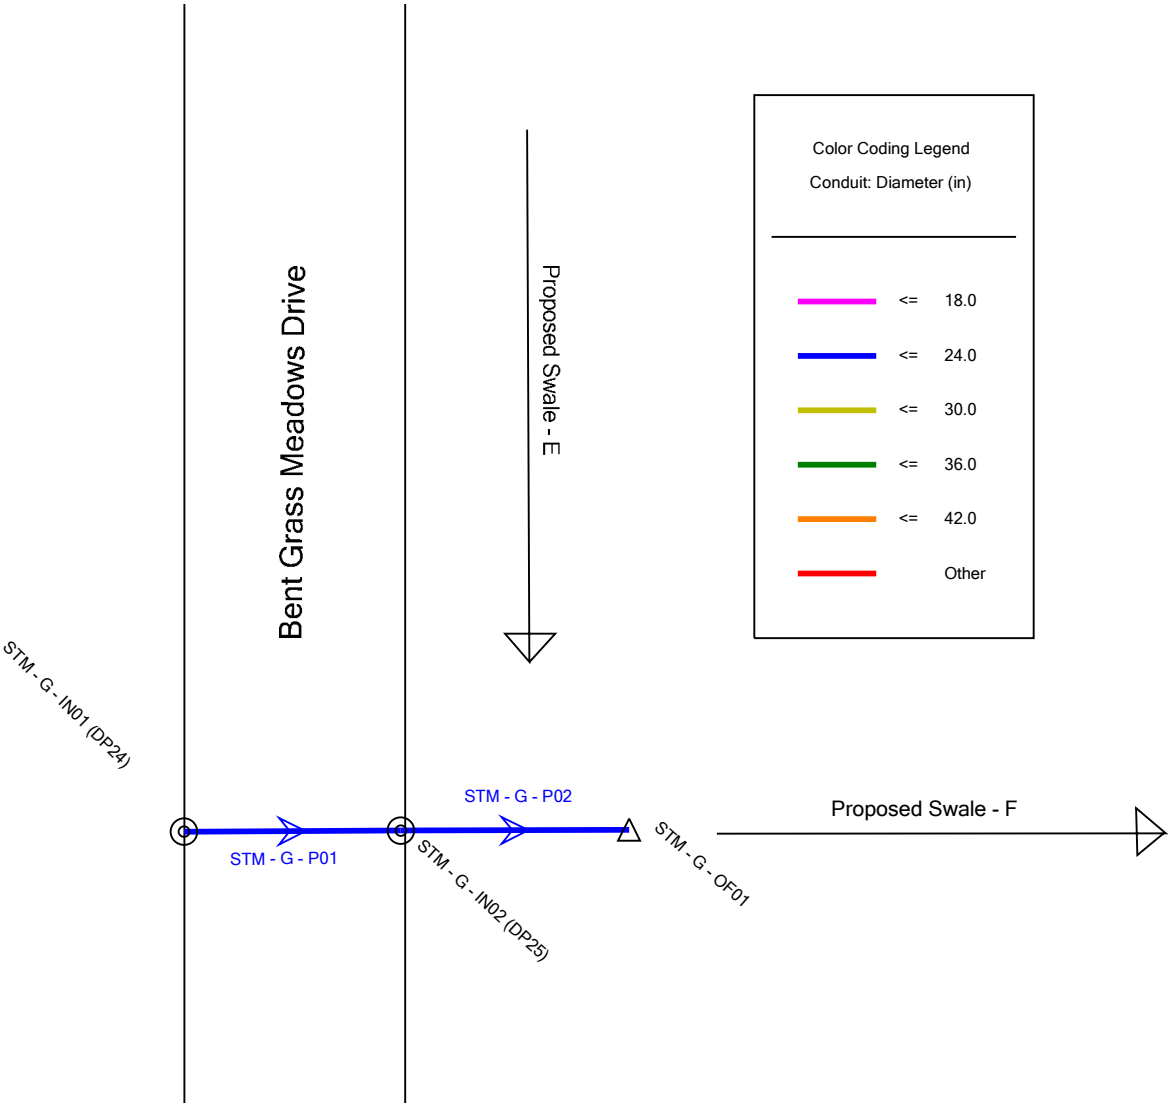 Color Coding Legend
Conduit: Diameter (in)
<= 18.0
<= 24.0
<= 30.0
<= 36.0
<= 42.0
Other
Bent Grass Meadows Drive
Proposed Swale - E
STM - G - IN01 (DP24)
STM - G - P01
STM - G - IN02 (DP25)
STM - G - P02
STM - G - OF01
Proposed Swale - F